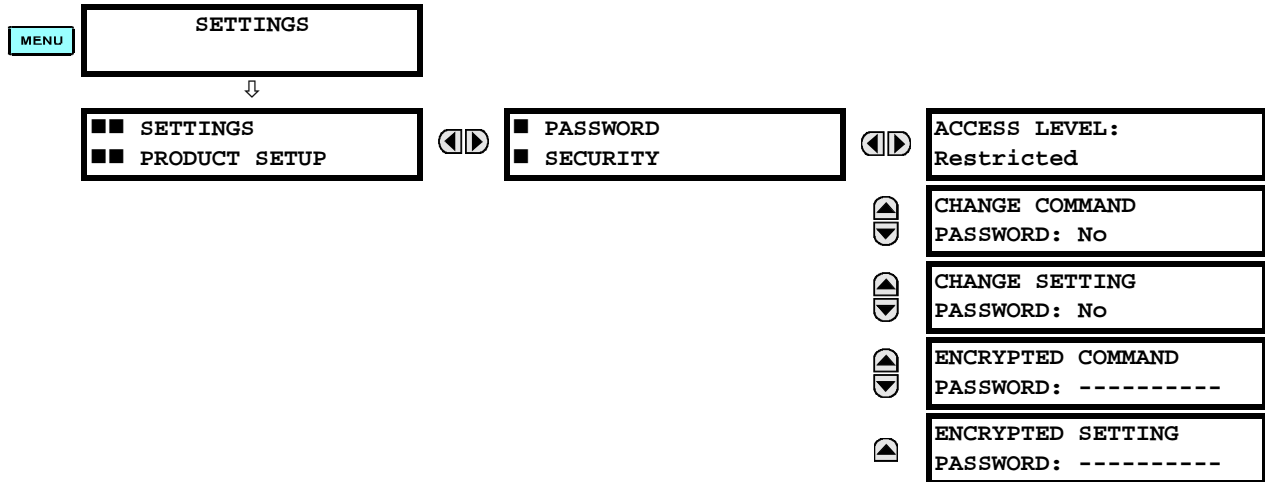 MENU
SETTINGS
■■ SETTINGS
■■ PRODUCT SETUP
■ PASSWORD
■ SECURITY
ACCESS LEVEL:
Restricted
CHANGE COMMAND
PASSWORD: No
CHANGE SETTING
PASSWORD: No
ENCRYPTED COMMAND
PASSWORD: ----------
ENCRYPTED SETTING
PASSWORD: ----------